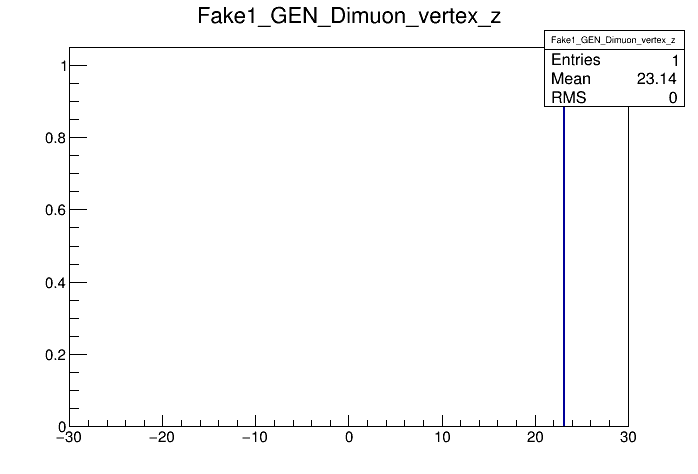 Fake1_GEN_Dimuon_vertex_z
Fake1_GEN_Dimuon_vertex_z
Entries 1
Mean 23.14
RMS 0
1
0.8
0.6
0.4
0.2
0
−30 −20 −10 0 10 20 30